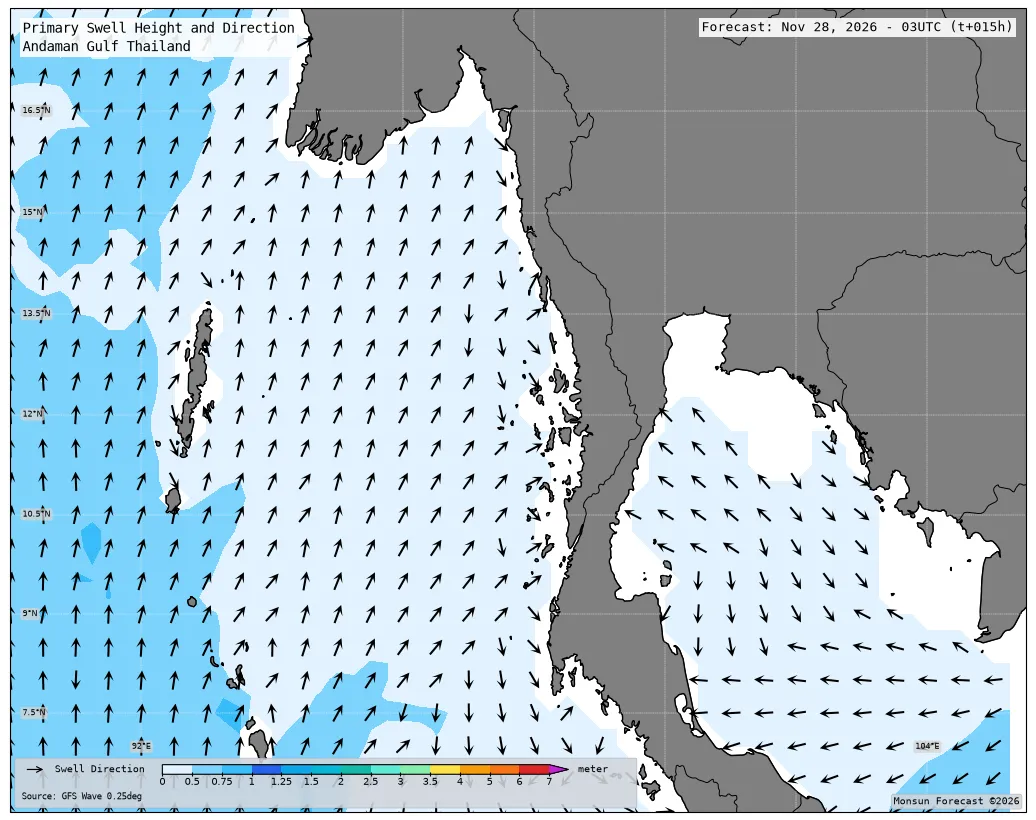 Primary Swell Height and Direction
Andaman Gulf Thailand
Forecast: Nov 28, 2026 - 03UTC (t+015h)
16.5°N
15°N
13.5°N
12°N
10.5°N
9°N
7.5°N
92°E
104°E
Swell Direction
meter
0 0.5 0.75 1 1.25 1.5 2 2.5 3 3.5 4 5 6 7
Source: GFS Wave 0.25deg
Monsun Forecast ©2026